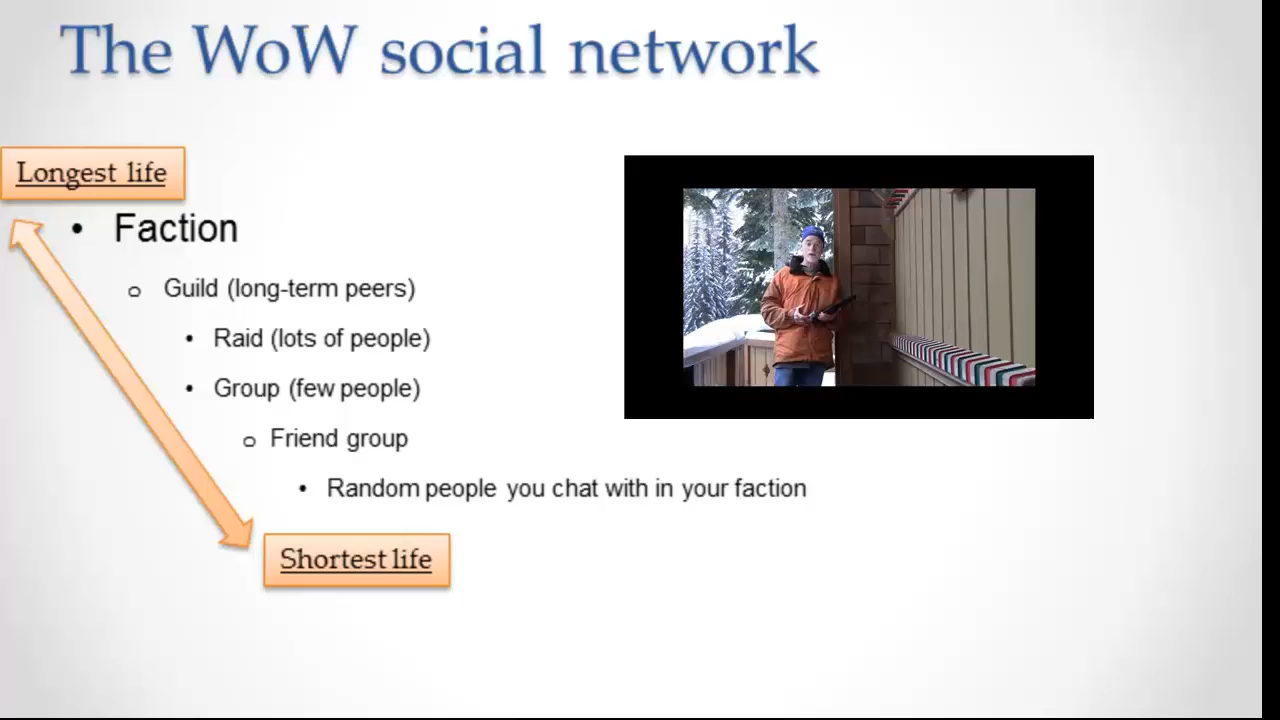 The WoW social network
Longest life
• Faction
o Guild (long-term peers)
• Raid (lots of people)
• Group (few people)
o Friend group
• Random people you chat with in your faction
Shortest life